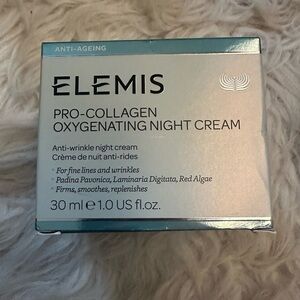 ANTI-AGEING
ELEMIS
PRO-COLLAGEN
OXYGENATING NIGHT CREAM
Anti-wrinkle night cream
Crème de nuit anti-rides
* For fine lines and wrinkles
* Padina Pavonica, Laminaria Digitata, Red Algae
* Firms, smoothes, replenishes
30 ml ℮ 1.0 US fl.oz.